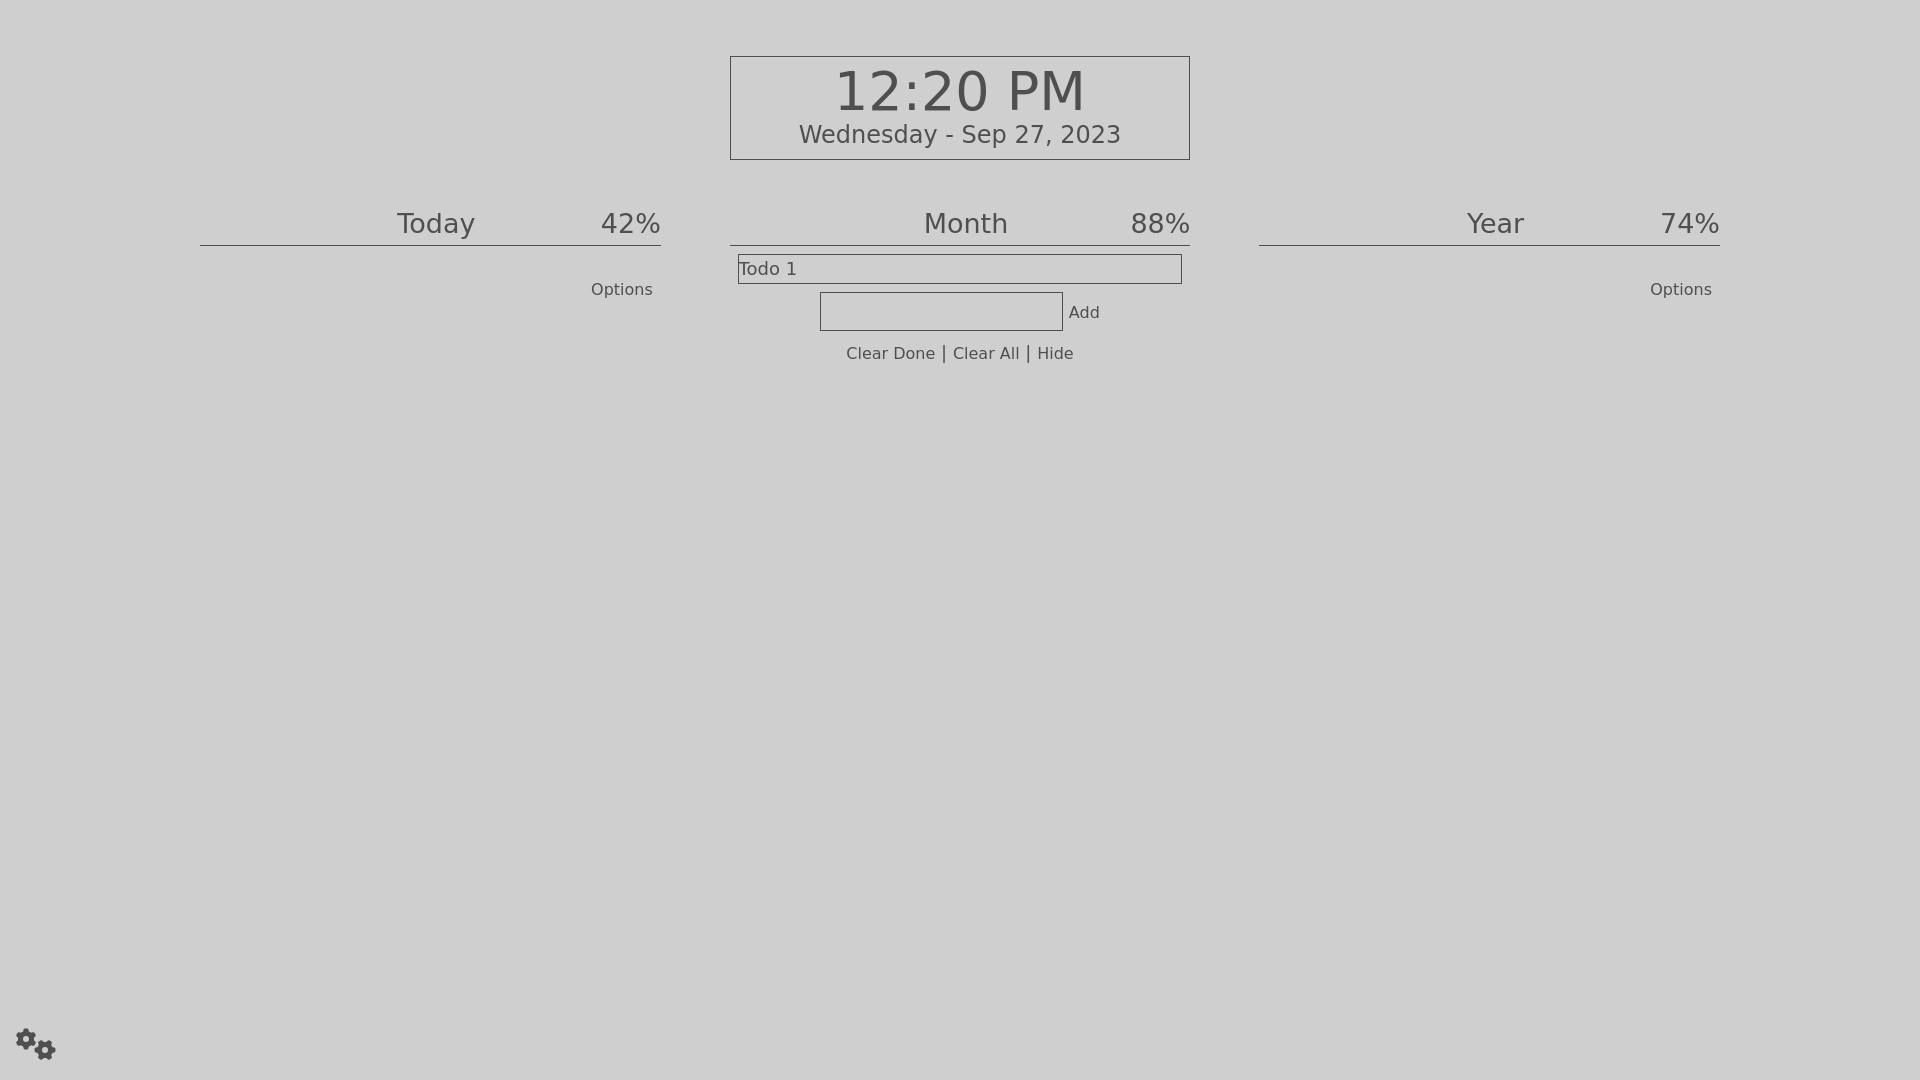 12:20 PM
Wednesday - Sep 27, 2023
Today 42%
Options
Month 88%
Todo 1
Add
Clear Done | Clear All | Hide
Year 74%
Options